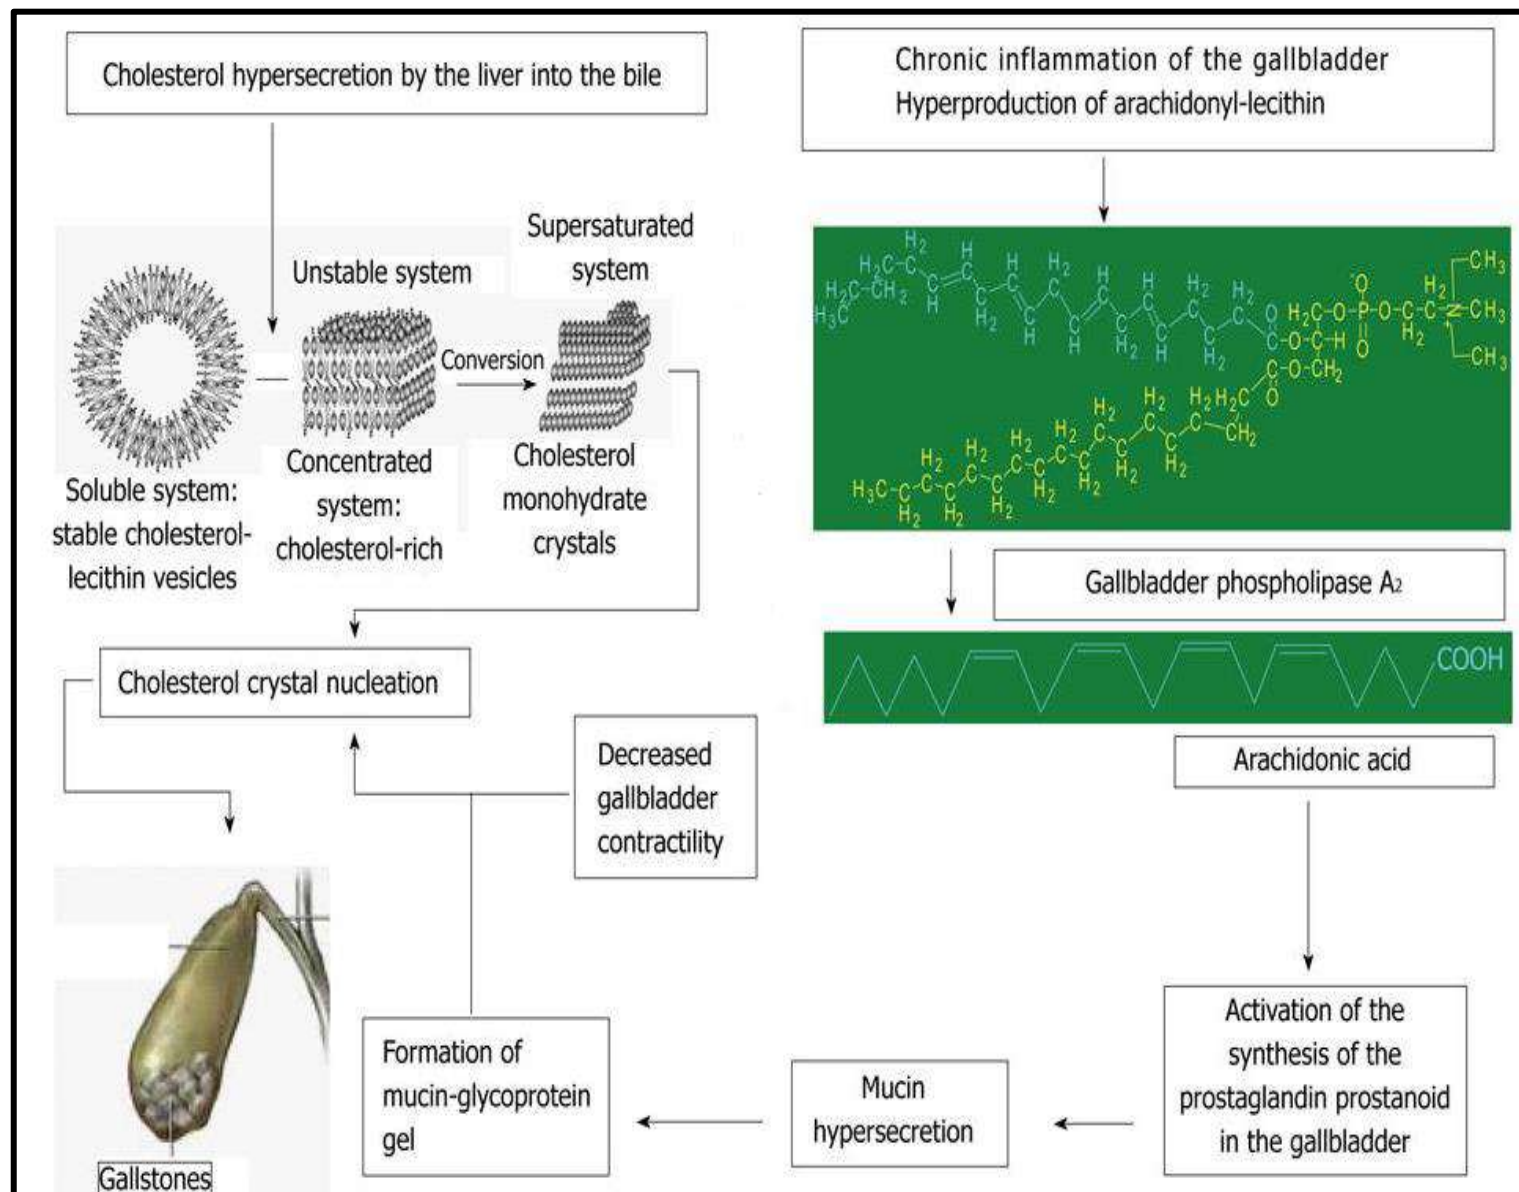 Cholesterol hypersecretion by the liver into the bile
Chronic inflammation of the gallbladder
Hyperproduction of arachidonyl-lecithin
Supersaturated
system
Unstable system
Conversion
Soluble system:
stable cholesterol-
lecithin vesicles
Concentrated
system:
cholesterol-rich
Cholesterol
monohydrate
crystals
Gallbladder phospholipase A₂
COOH
Arachidonic acid
Cholesterol crystal nucleation
Decreased
gallbladder
contractility
Activation of the
synthesis of the
prostaglandin prostanoid
in the gallbladder
Mucin
hypersecretion
Formation of
mucin-glycoprotein
gel
Gallstones